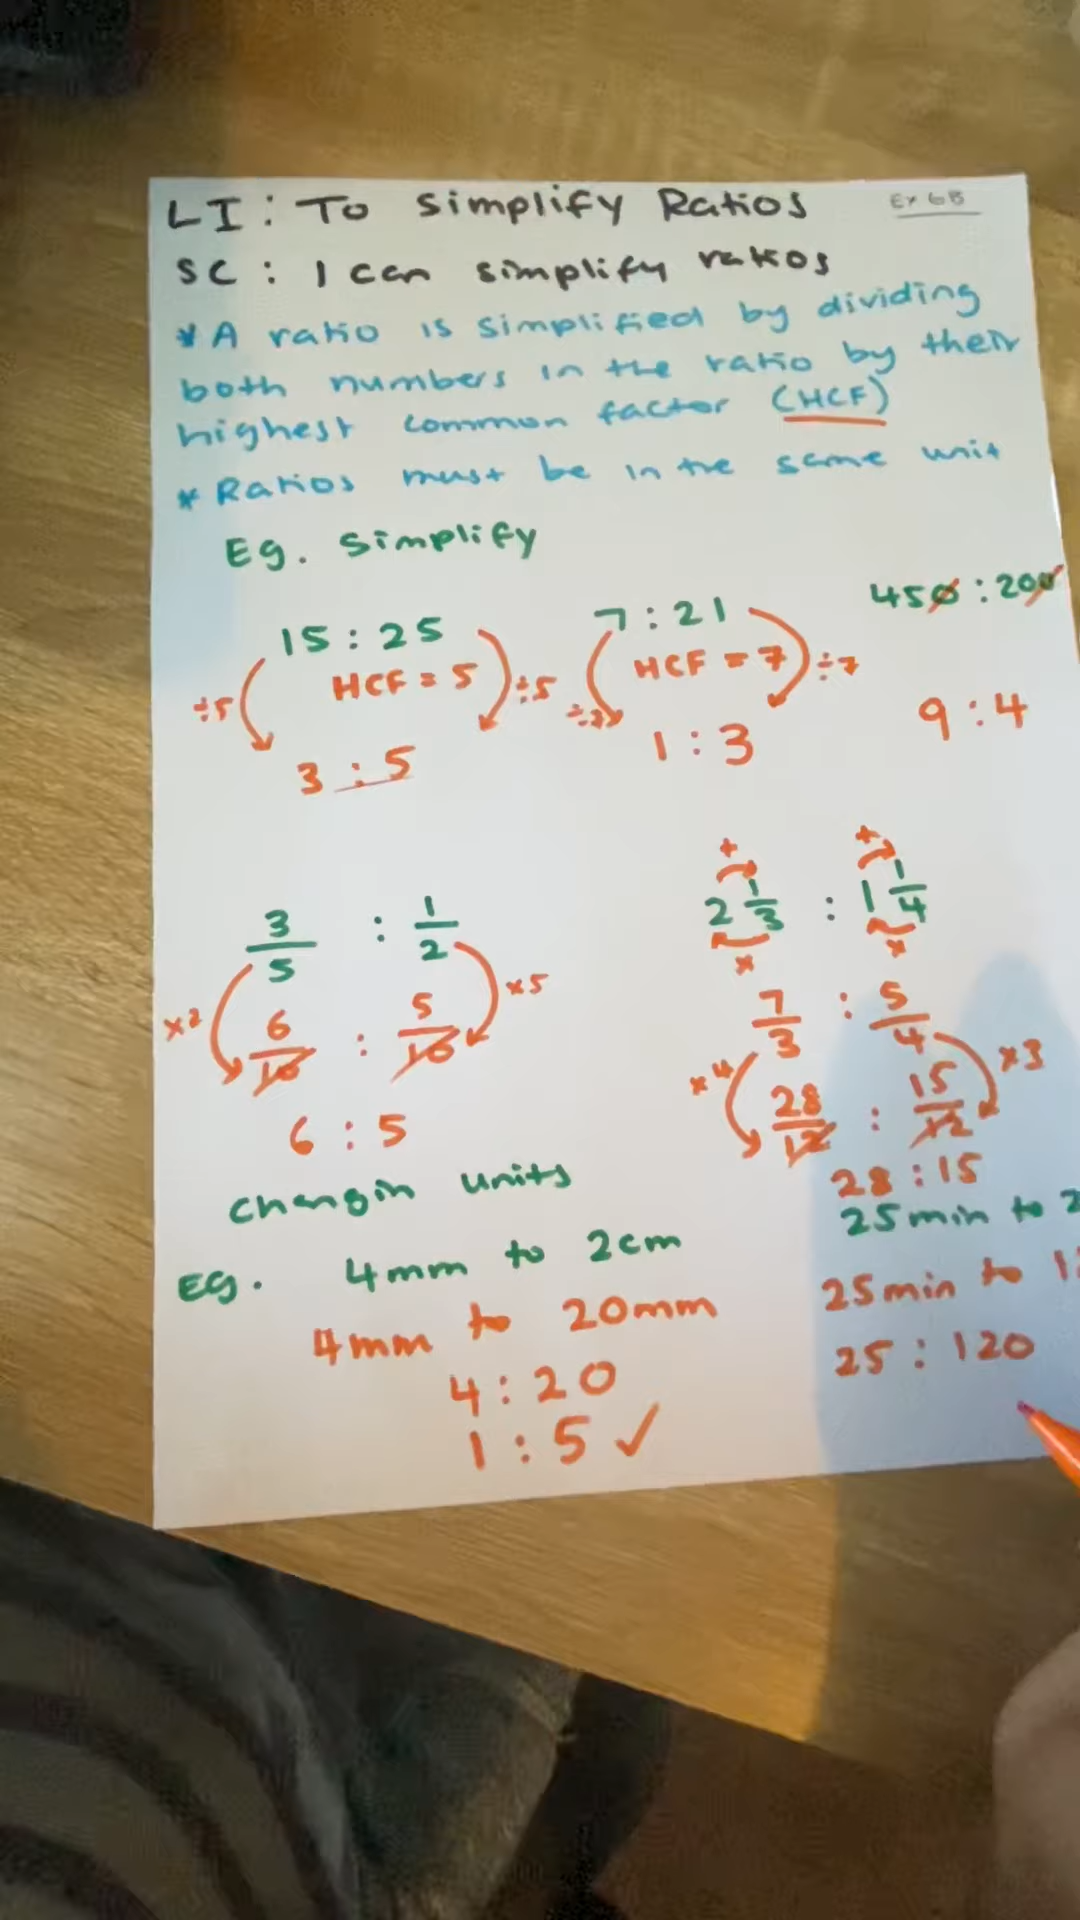 LI: To simplify Ratios
Ex 6B
SC: I can simplify ratios
* A ratio is simplified by dividing
both numbers in the ratio by their
highest common factor (HCF)
* Ratios must be in the same unit
Eg. Simplify
15 : 25
HCF = 5
÷5
÷5
3 : 5
7 : 21
HCF = 7
÷7
1 : 3
450 : 200
9 : 4
3/5 : 1/2
×2
×5
6/10 : 5/10
6 : 5
+
+
2 1/3 : 1 1/4
×
×
7/3 : 5/4
×4
×3
28/12 : 15/12
28 : 15
Changin units
EG. 4mm to 2cm
4mm to 20mm
4 : 20
1 : 5 ✓
25min to 2
25min to 1
25 : 120